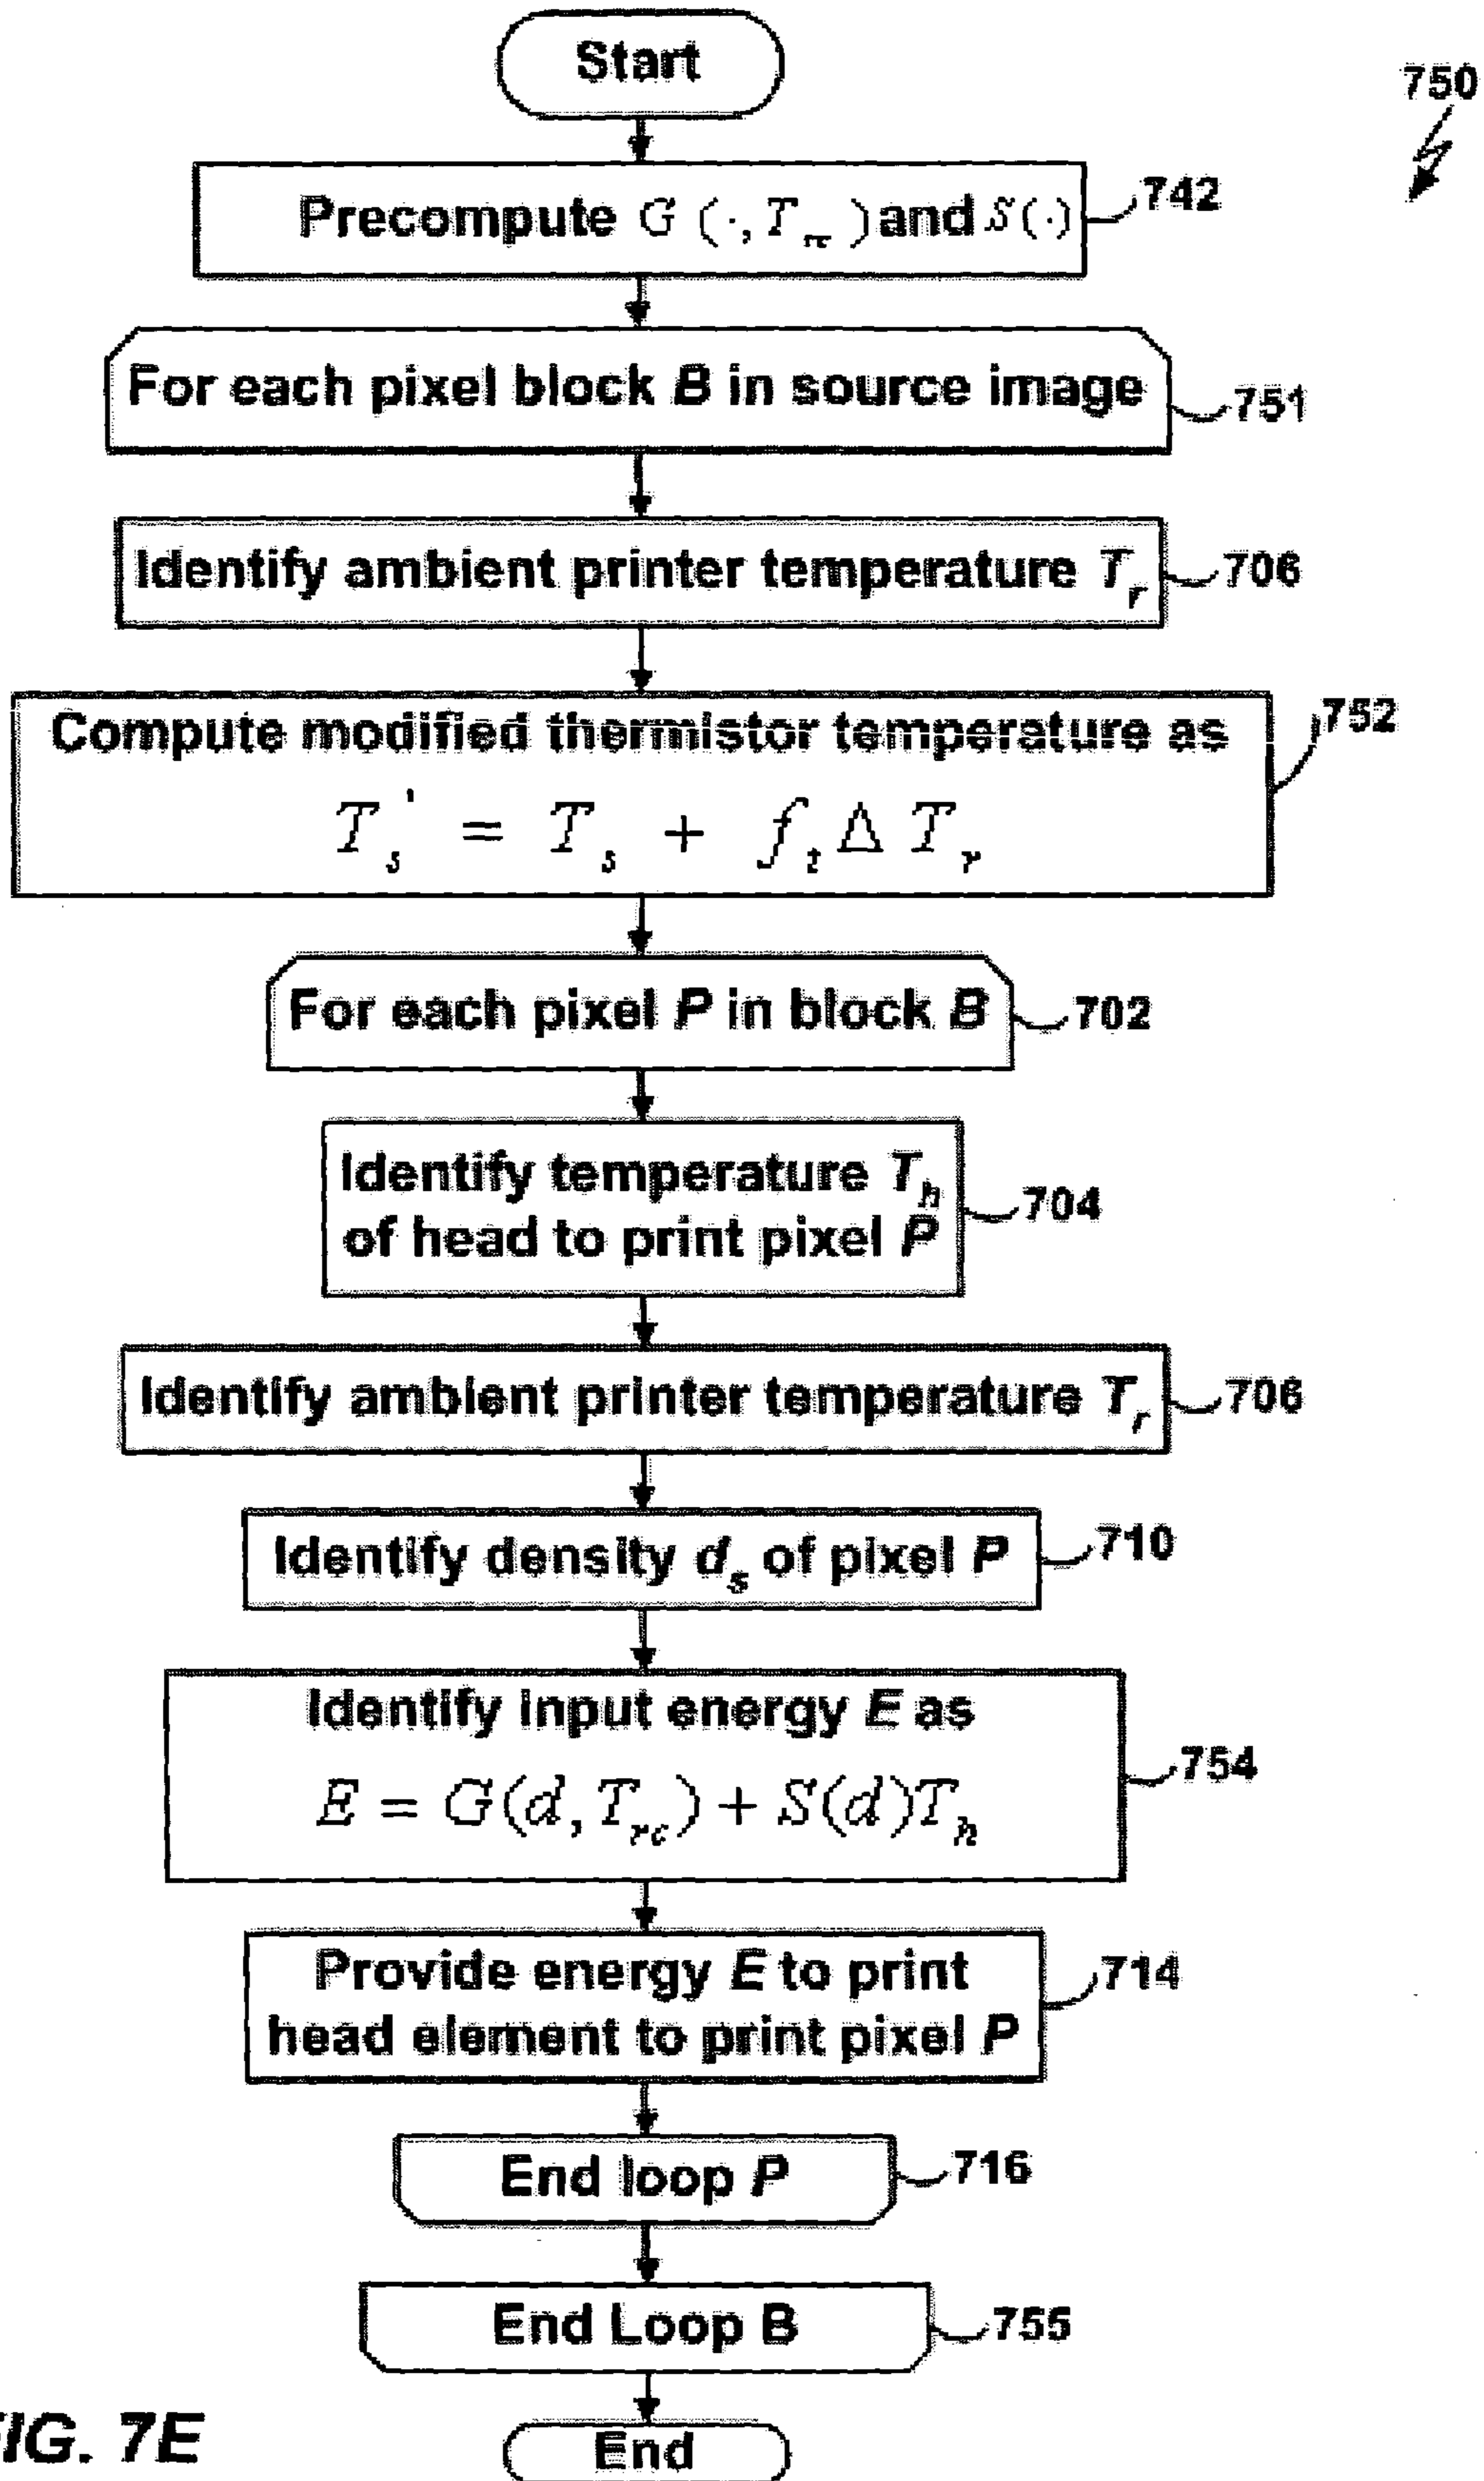 Start
750
Precompute G (·, T_rc) and S(·)
742
For each pixel block B in source image
751
Identify ambient printer temperature T_r
706
Compute modified thermistor temperature as
752
T_s' = T_s + f_t Δ T_r
For each pixel P in block B
702
Identify temperature T_h
of head to print pixel P
704
Identify ambient printer temperature T_r
706
Identify density d_s of pixel P
710
Identify input energy E as
E = G(d, T_rc) + S(d)T_h
754
Provide energy E to print
head element to print pixel P
714
End loop P
716
End Loop B
755
End
FIG. 7E